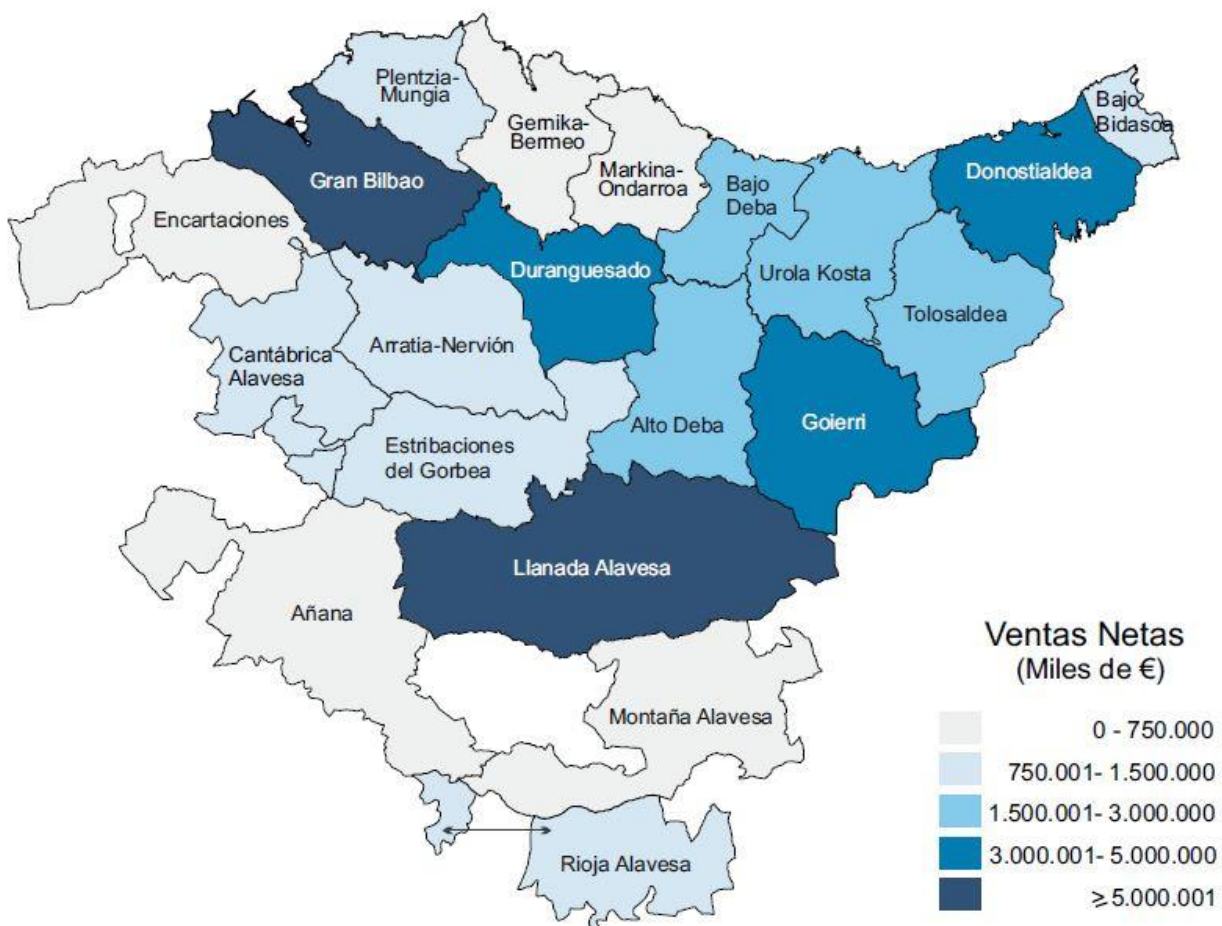 Plentzia-
Mungia
Gernika-
Bermeo
Bajo
Bidasoa
Gran Bilbao
Markina-
Ondarroa
Bajo
Deba
Donostialdea
Encartaciones
Duranguesado
Urola Kosta
Tolosaldea
Cantábrica
Alavesa
Arratia-Nervión
Alto Deba
Goierri
Estribaciones
del Gorbea
Llanada Alavesa
Añana
Montaña Alavesa
Rioja Alavesa
Ventas Netas
(Miles de €)
0 - 750.000
750.001- 1.500.000
1.500.001- 3.000.000
3.000.001- 5.000.000
⩾ 5.000.001